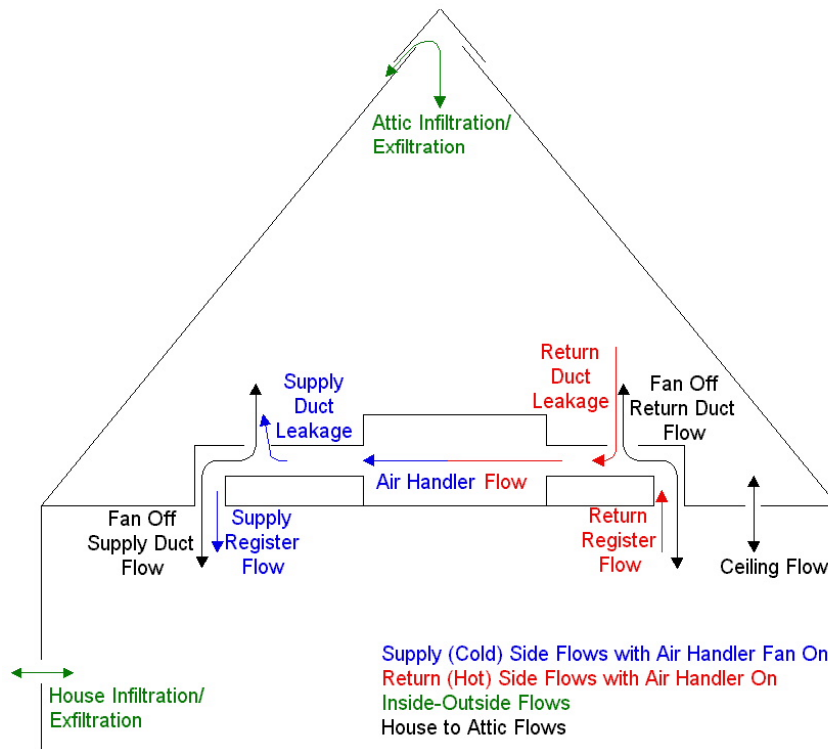 Attic Infiltration/
Exfiltration
Supply
Duct
Leakage
Return
Duct
Leakage
Fan Off
Return Duct
Flow
Air Handler Flow
Fan Off
Supply Duct
Flow
Supply
Register
Flow
Return
Register
Flow
Ceiling Flow
House Infiltration/
Exfiltration
Supply (Cold) Side Flows with Air Handler Fan On
Return (Hot) Side Flows with Air Handler On
Inside-Outside Flows
House to Attic Flows